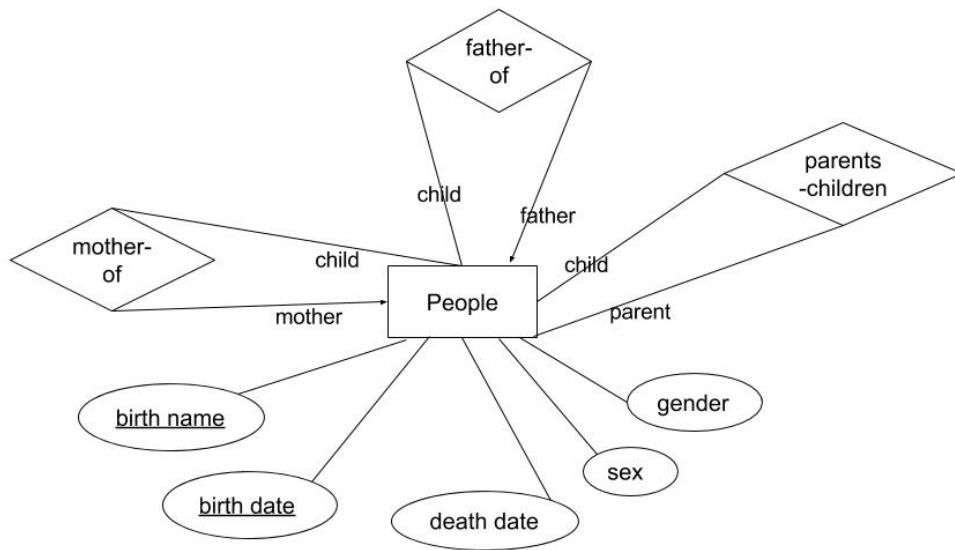 father-
of
parents
-children
child
father
mother-
of
child
child
mother
People
parent
birth name
gender
sex
birth date
death date